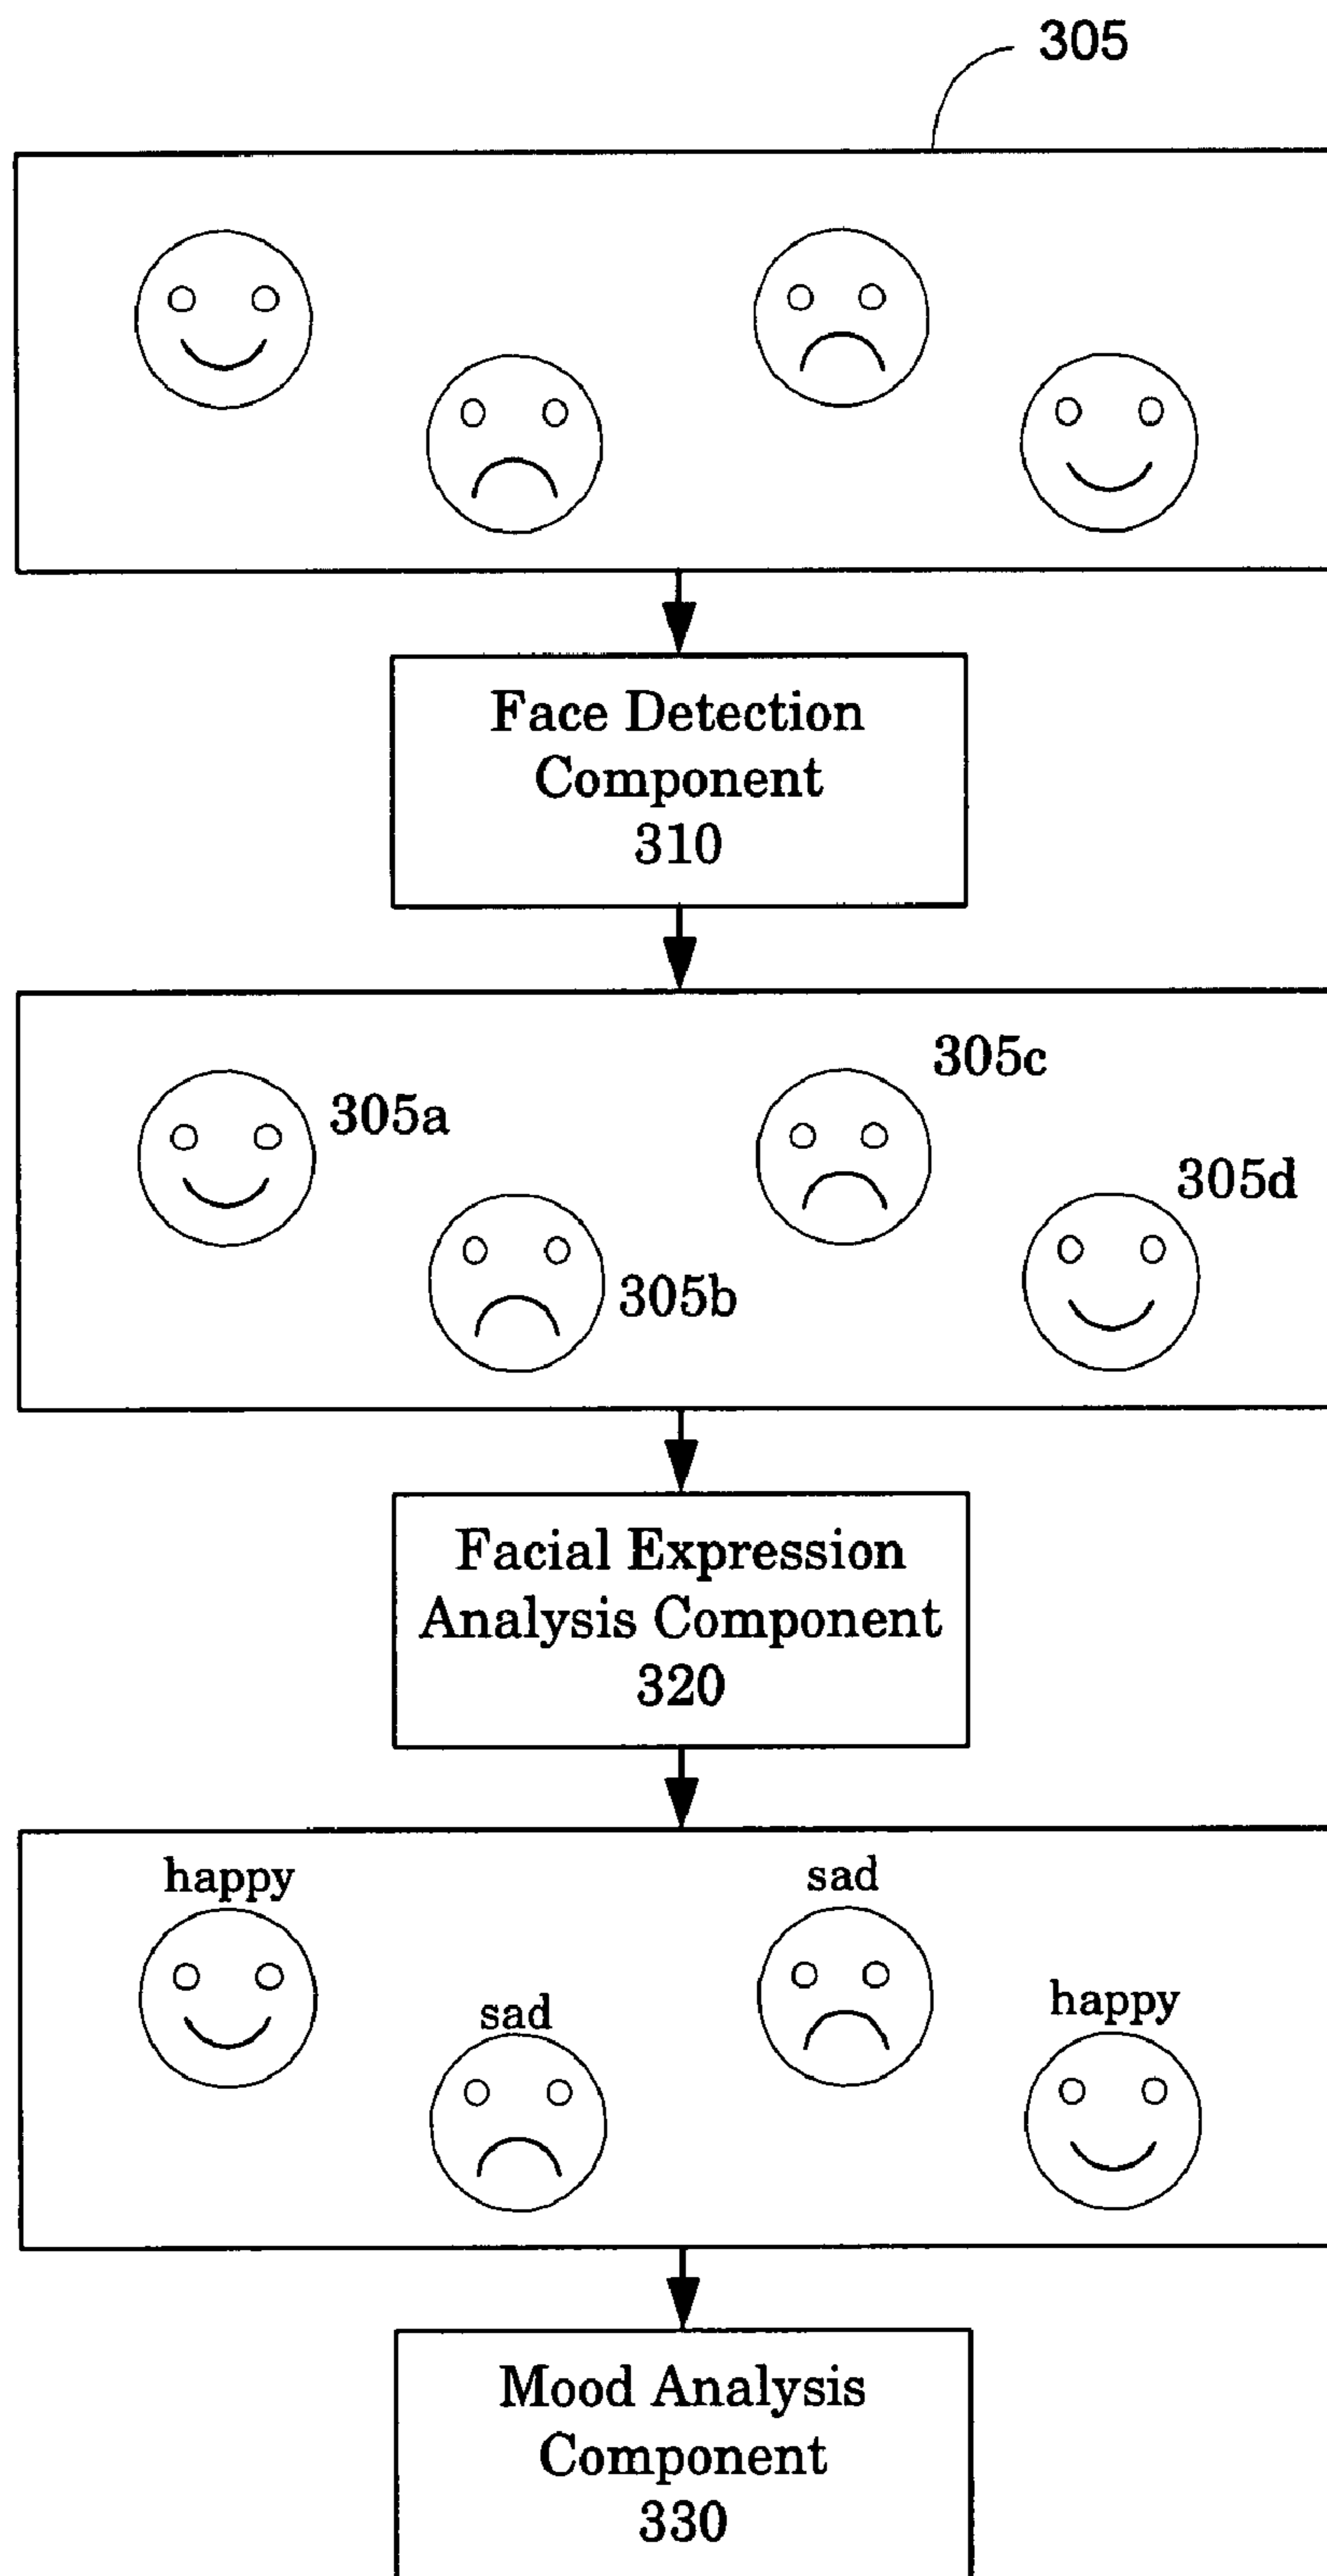 305
Face Detection
Component
310
305c
305a
305d
305b
Facial Expression
Analysis Component
320
happy
sad
happy
sad
Mood Analysis
Component
330